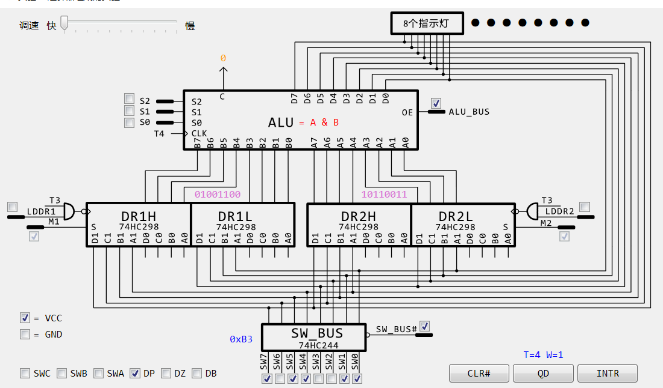 调速 快 慢
8个指示灯
0
C
D7 D6 D5 D4 D3 D2 D1 D0
S2 S2
S1 S1
S0 S0
T4 CLK
ALU = A & B
OE ALU_BUS
B7 B6 B5 B4 B3 B2 B1 B0 A7 A6 A5 A4 A3 A2 A1 A0
01001100 10110011
T3 T3
LDDR1 LDDR2
M1 M2
S DR1H DR1L DR2H DR2L S
74HC298 74HC298 74HC298 74HC298
D1 C1 B1 A1 D0 C0 B0 A0 D1 C1 B1 A1 D0 C0 B0 A0 D1 C1 B1 A1 D0 C0 B0 A0 D1 C1 B1 A1 D0 C0 B0 A0
= VCC
= GND
0xB3 SW_BUS SW_BUS#
74HC244
SW7 SW6 SW5 SW4 SW3 SW2 SW1 SW0
T=4 W=1
SWC SWB SWA DP DZ DB CLR# QD INTR